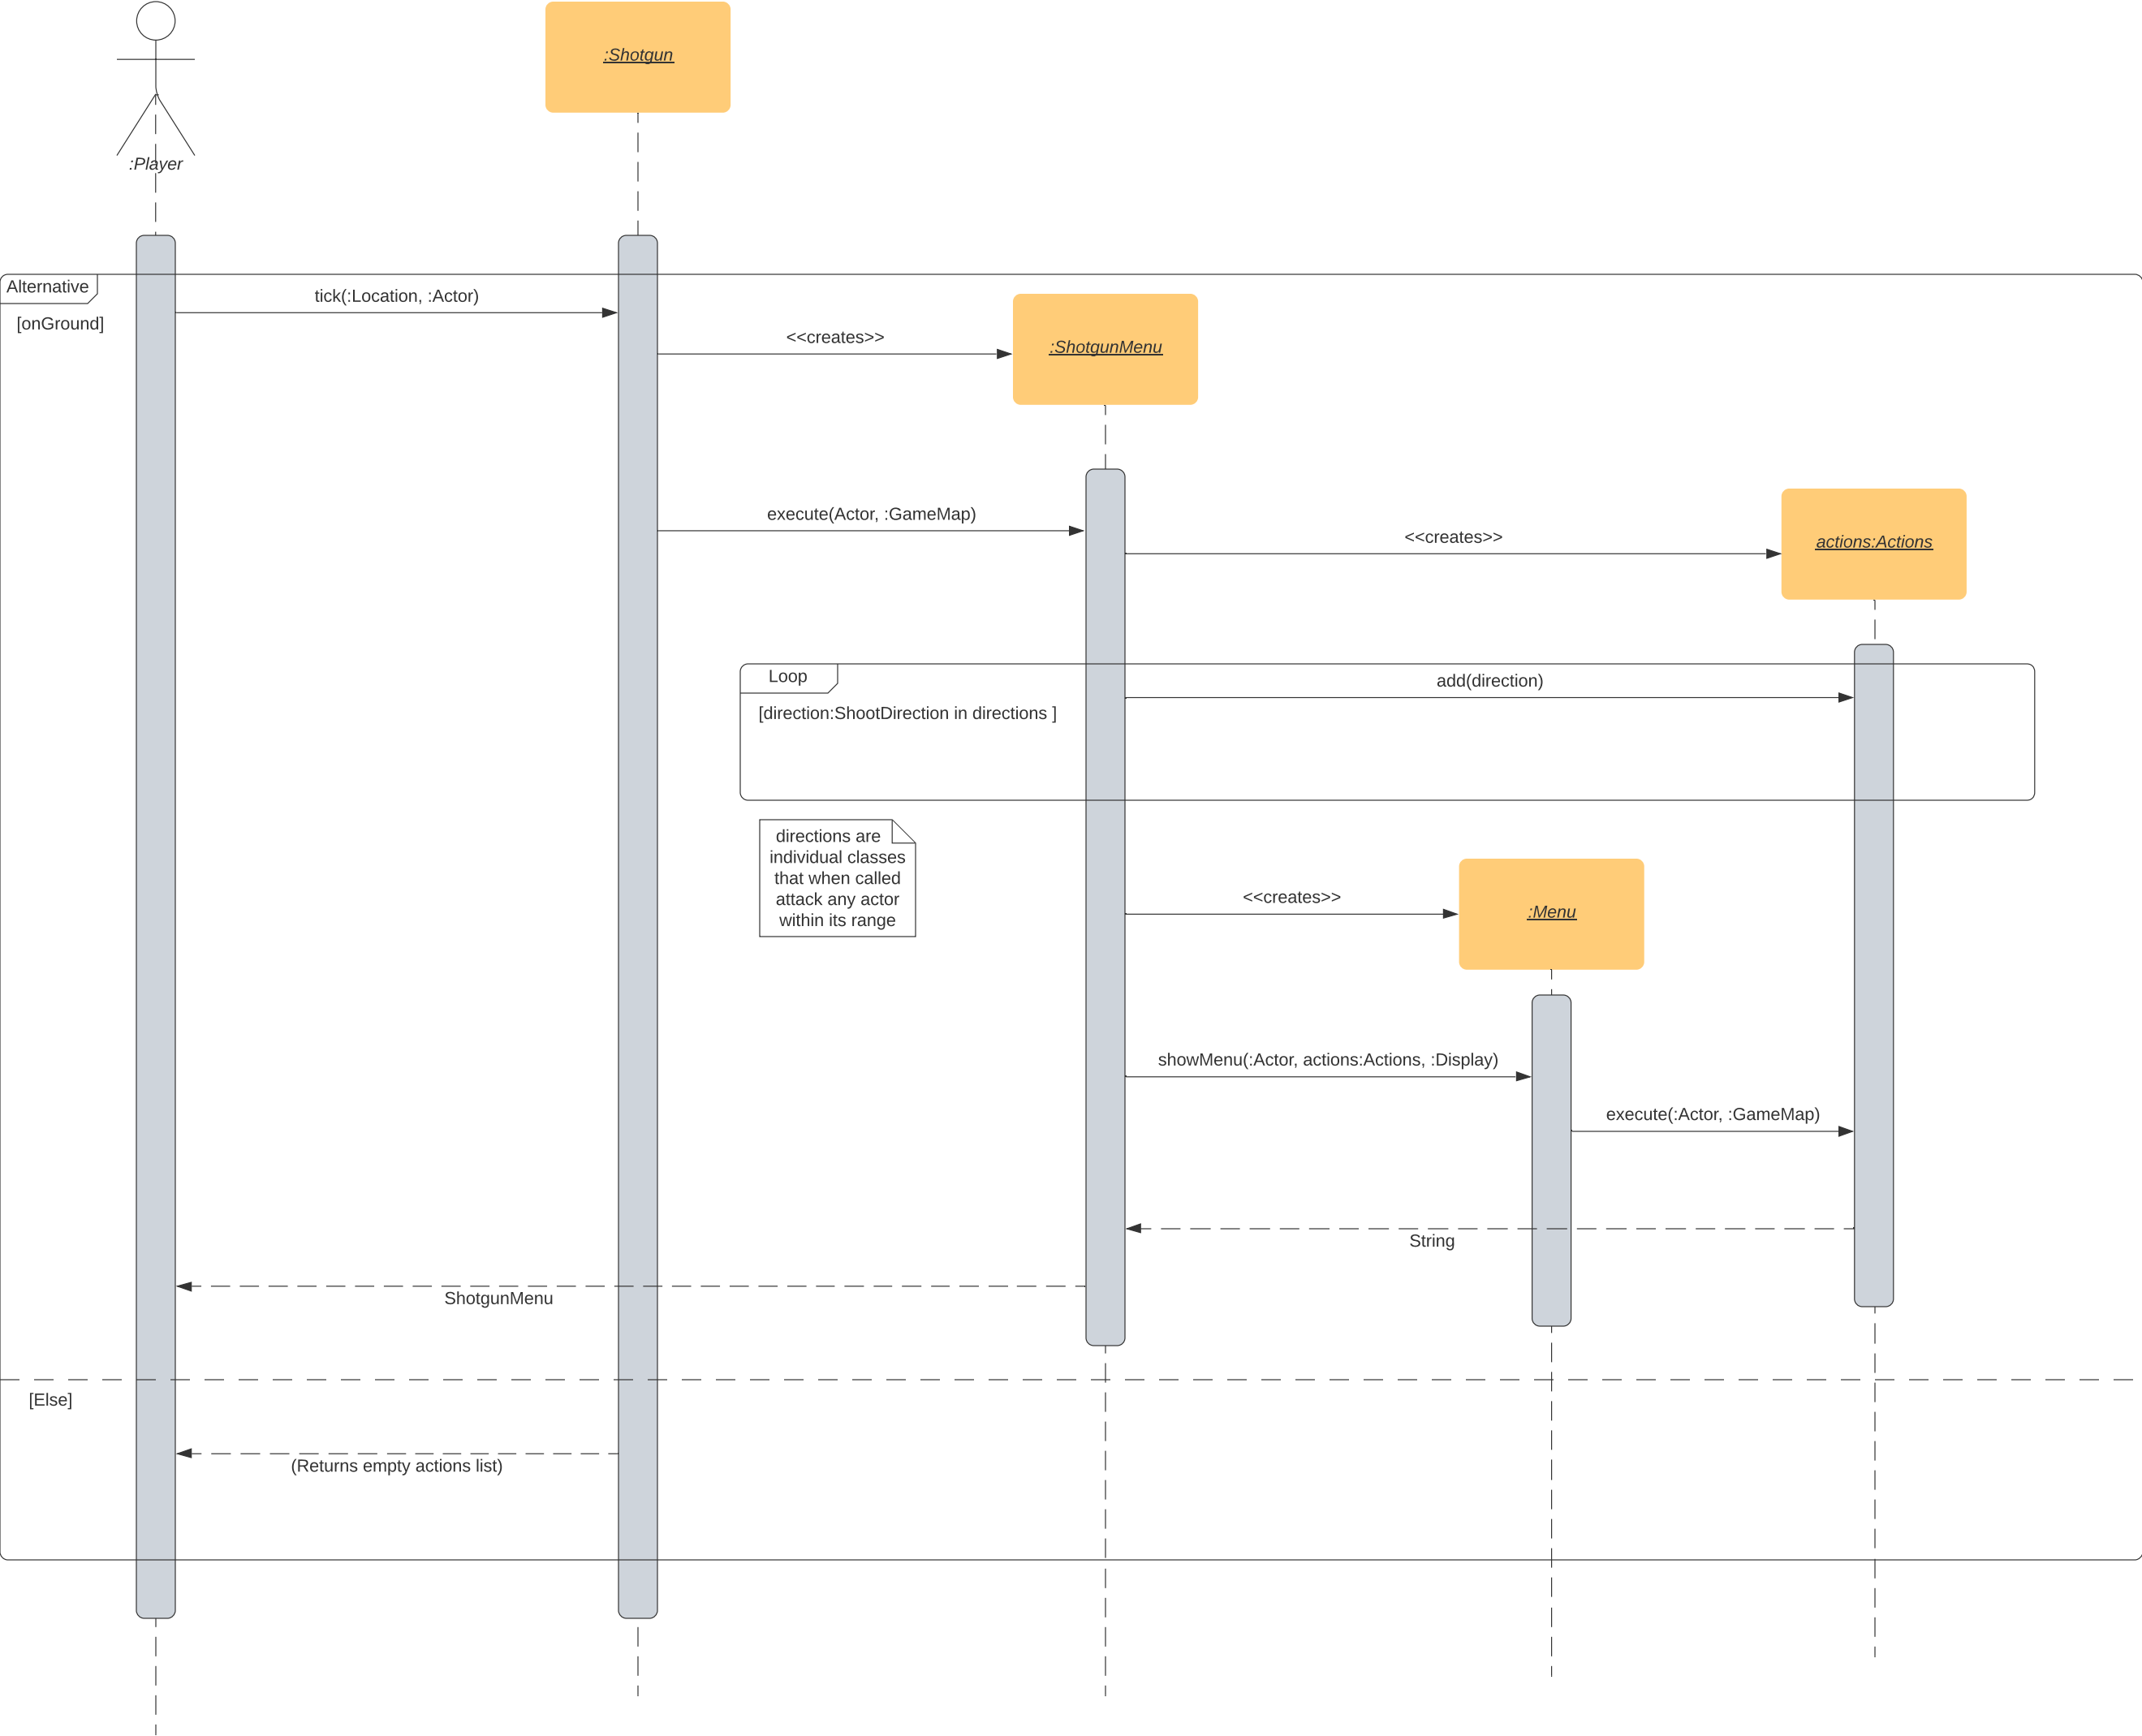 :Shotgun
:Player
Alternative
tick(:Location, :Actor)
[onGround]
<<creates>>
:ShotgunMenu
execute(Actor, :GameMap)
<<creates>>
actions:Actions
Loop
add(direction)
[direction:ShootDirection in directions ]
directions are
individual classes
that when called
attack any actor
within its range
<<creates>>
:Menu
showMenu(:Actor, actions:Actions, :Display)
execute(:Actor, :GameMap)
String
ShotgunMenu
[Else]
(Returns empty actions list)